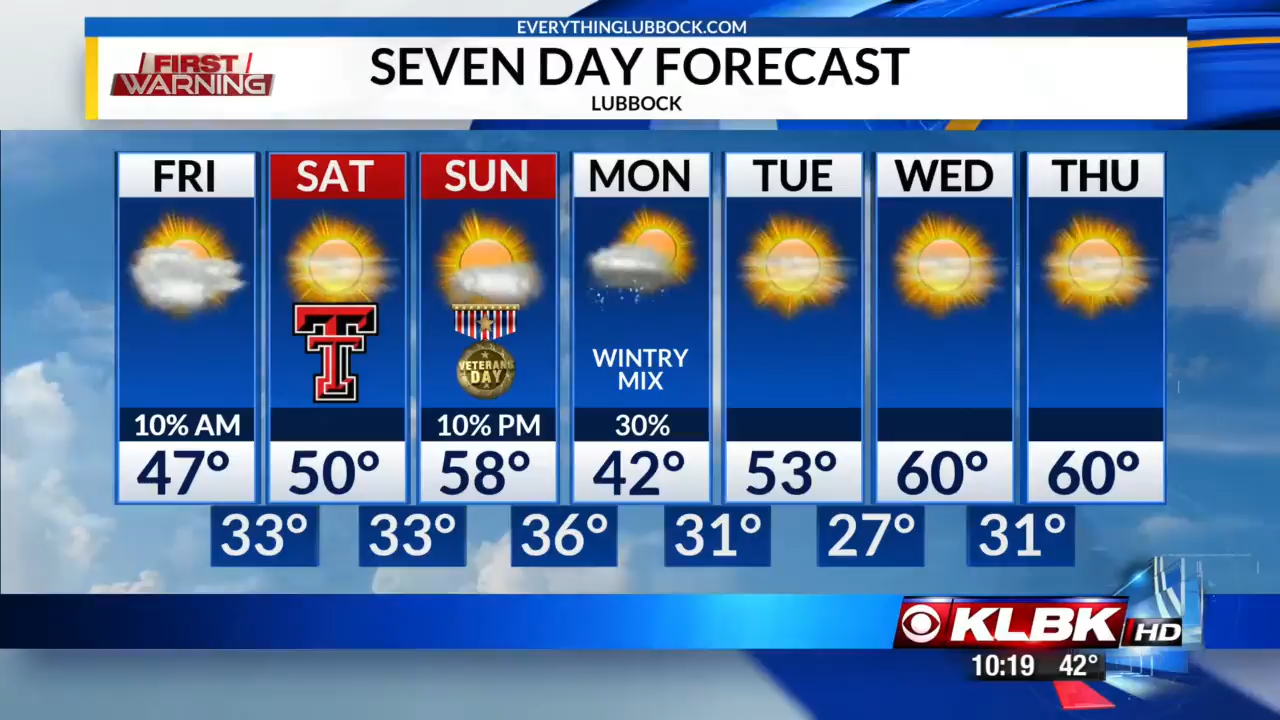 EVERYTHINGLUBBOCK.COM
FIRST
WARNING
SEVEN DAY FORECAST
LUBBOCK
FRI SAT SUN MON TUE WED THU
VETERANS
DAY
WINTRY
MIX
10% AM 10% PM 30%
47° 50° 58° 42° 53° 60° 60°
33° 33° 36° 31° 27° 31°
KLBK HD
10:19 42°